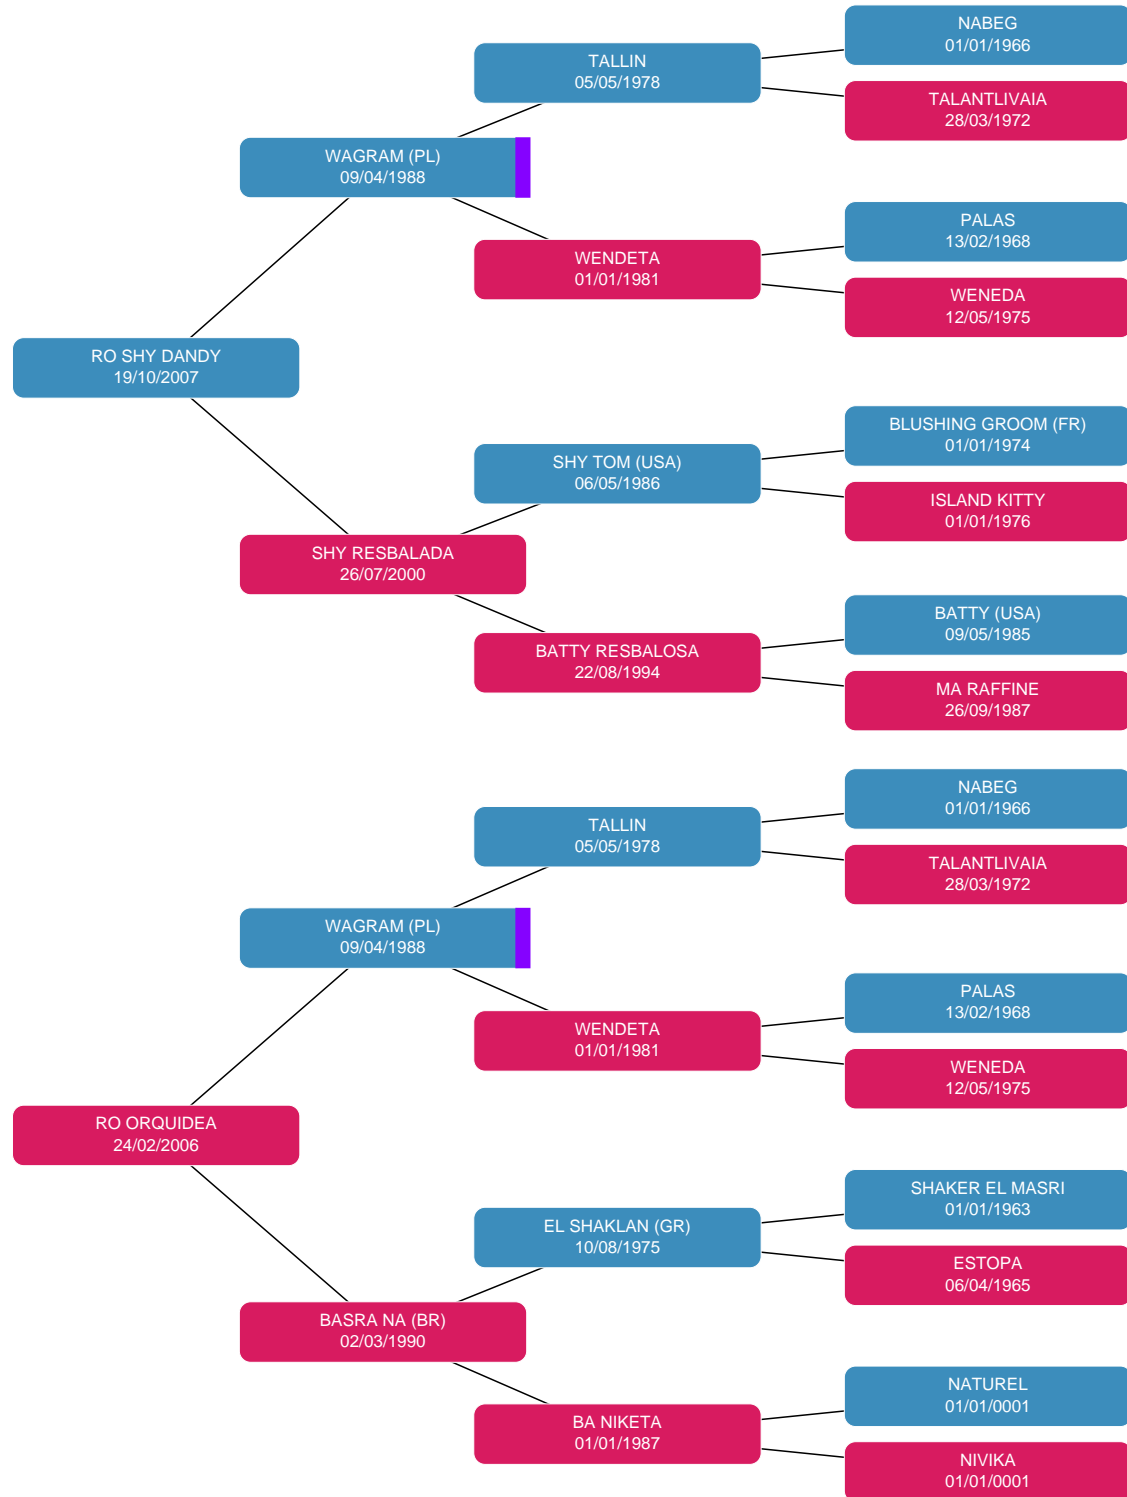 NABEG
01/01/1966
TALLIN
05/05/1978
TALANTLIVAIA
28/03/1972
WAGRAM (PL)
09/04/1988
PALAS
13/02/1968
WENDETA
01/01/1981
WENEDA
12/05/1975
RO SHY DANDY
19/10/2007
BLUSHING GROOM (FR)
01/01/1974
SHY TOM (USA)
06/05/1986
ISLAND KITTY
01/01/1976
SHY RESBALADA
26/07/2000
BATTY (USA)
09/05/1985
BATTY RESBALOSA
22/08/1994
MA RAFFINE
26/09/1987
NABEG
01/01/1966
TALLIN
05/05/1978
TALANTLIVAIA
28/03/1972
WAGRAM (PL)
09/04/1988
PALAS
13/02/1968
WENDETA
01/01/1981
WENEDA
12/05/1975
RO ORQUIDEA
24/02/2006
SHAKER EL MASRI
01/01/1963
EL SHAKLAN (GR)
10/08/1975
ESTOPA
06/04/1965
BASRA NA (BR)
02/03/1990
NATUREL
01/01/0001
BA NIKETA
01/01/1987
NIVIKA
01/01/0001